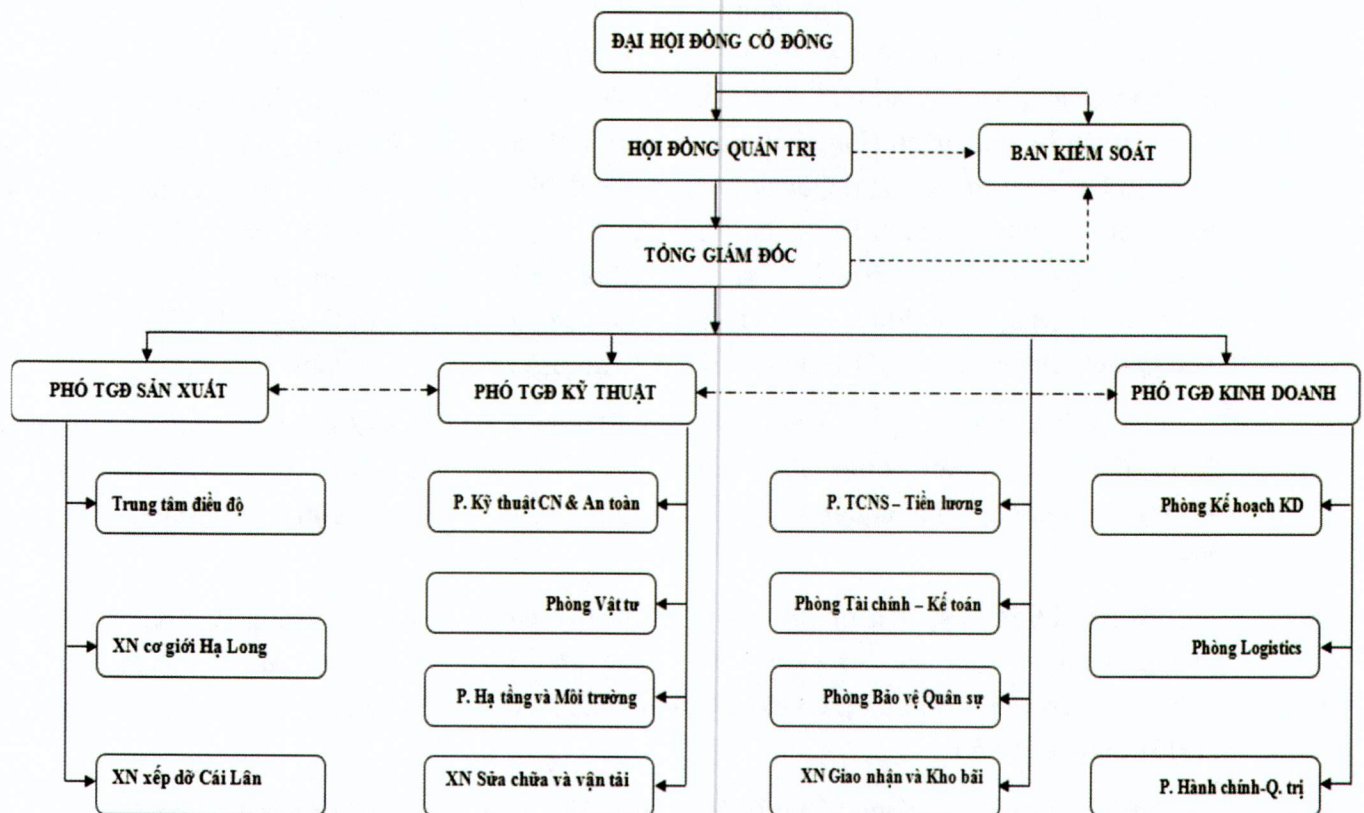 ĐẠI HỘI ĐỒNG CỔ ĐÔNG
HỘI ĐỒNG QUẢN TRỊ
BAN KIỂM SOÁT
TỔNG GIÁM ĐỐC
PHÓ TGĐ SẢN XUẤT
PHÓ TGĐ KỸ THUẬT
PHÓ TGĐ KINH DOANH
Trung tâm điều độ
P. Kỹ thuật CN & An toàn
P. TCNS – Tiền lương
Phòng Kế hoạch KD
Phòng Vật tư
Phòng Tài chính – Kế toán
XN cơ giới Hạ Long
Phòng Logistics
P. Hạ tầng và Môi trường
Phòng Bảo vệ Quân sự
XN xếp dỡ Cái Lân
XN Sửa chữa và vận tải
XN Giao nhận và Kho bãi
P. Hành chính-Q. trị